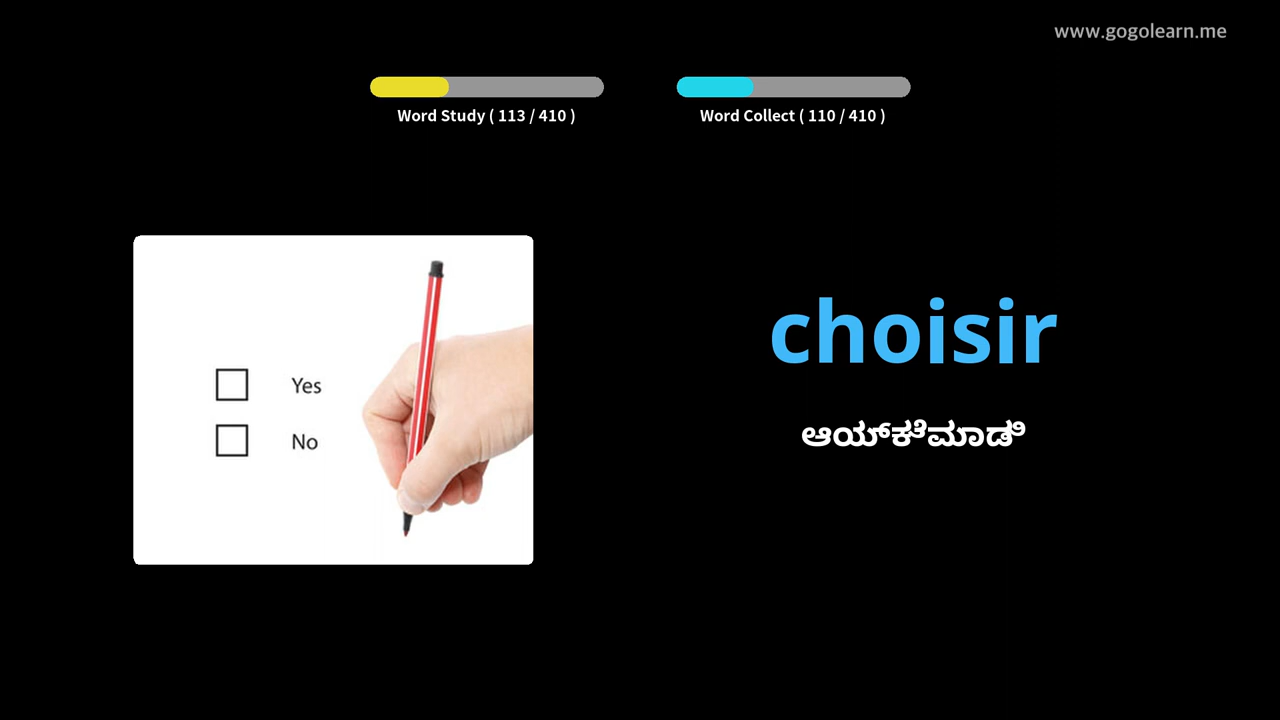 www.gogolearn.me
Word Study ( 113 / 410 )
Word Collect ( 110 / 410 )
Yes
No
choisir
ಆಯ್ಕೆಮಾಡಿ